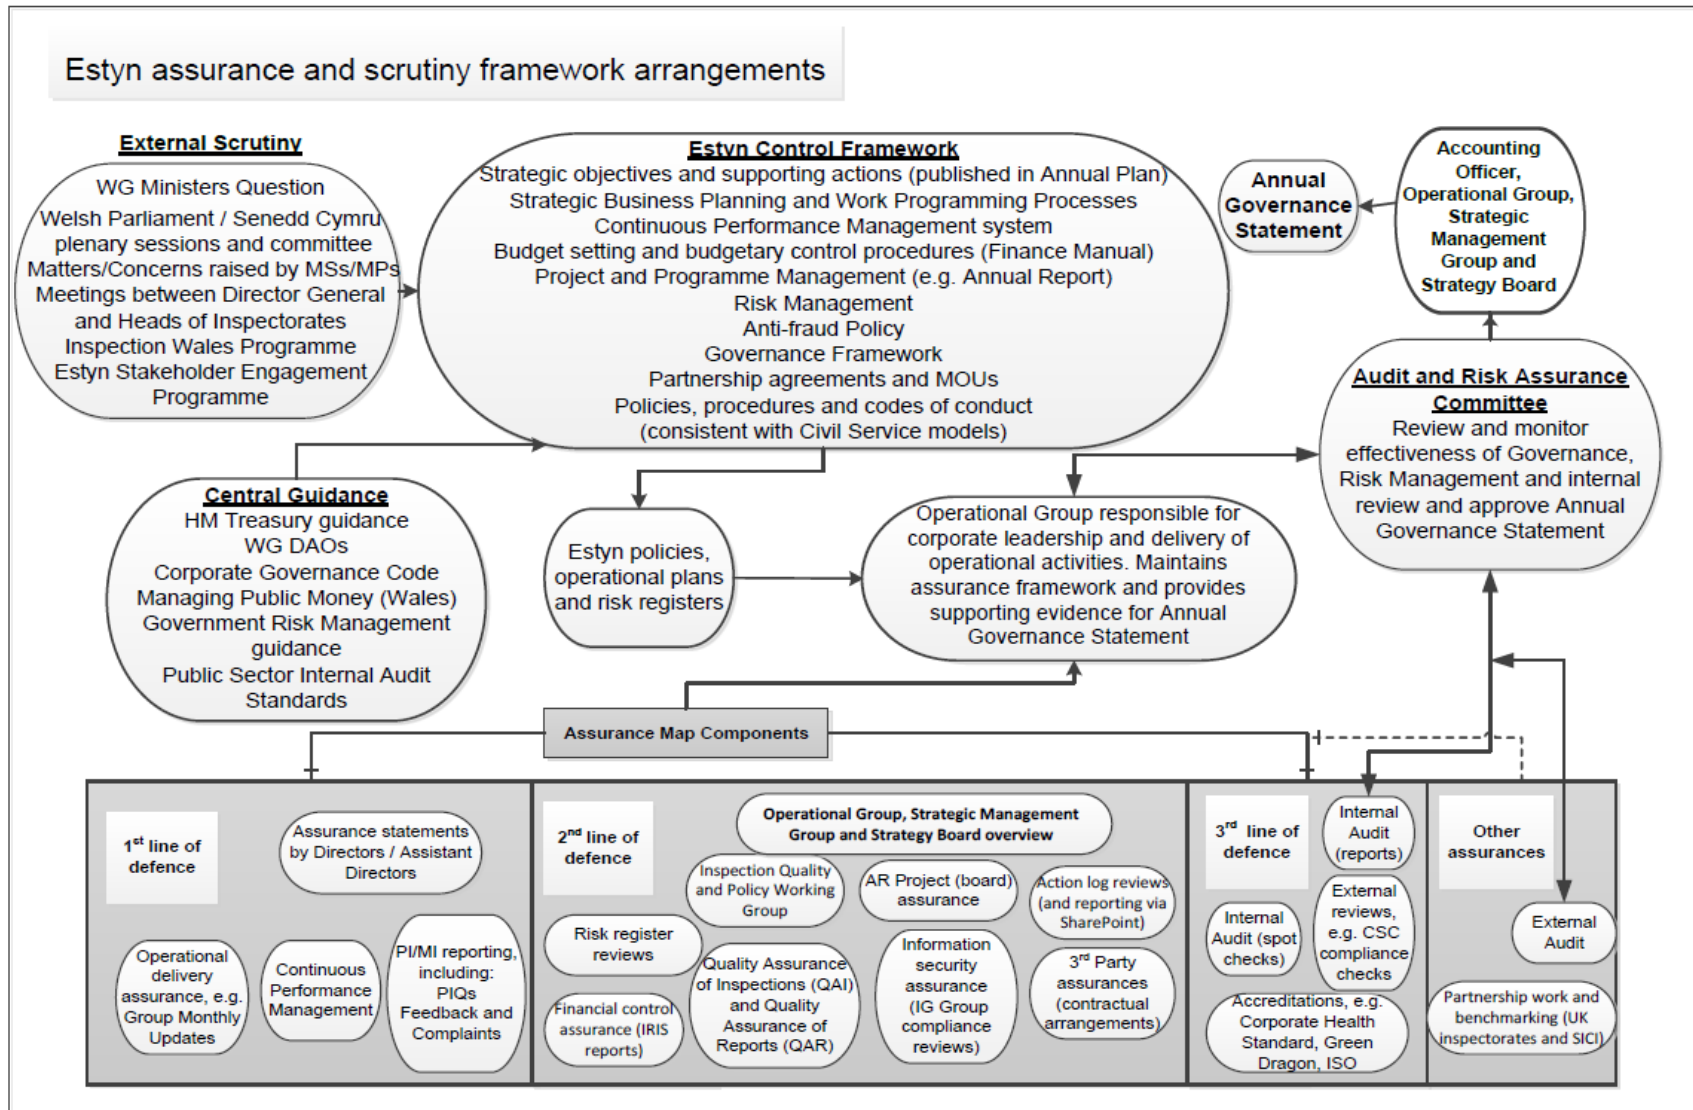 Estyn assurance and scrutiny framework arrangements
External Scrutiny
WG Ministers Question
Welsh Parliament / Senedd Cymru
plenary sessions and committee
Matters/Concerns raised by MSs/MPs
Meetings between Director General
and Heads of Inspectorates
Inspection Wales Programme
Estyn Stakeholder Engagement
Programme
Estyn Control Framework
Strategic objectives and supporting actions (published in Annual Plan)
Strategic Business Planning and Work Programming Processes
Continuous Performance Management system
Budget setting and budgetary control procedures (Finance Manual)
Project and Programme Management (e.g. Annual Report)
Risk Management
Anti-fraud Policy
Governance Framework
Partnership agreements and MOUs
Policies, procedures and codes of conduct
(consistent with Civil Service models)
Annual
Governance
Statement
Accounting
Officer,
Operational Group,
Strategic
Management
Group and
Strategy Board
Audit and Risk Assurance
Committee
Review and monitor
effectiveness of Governance,
Risk Management and internal
review and approve Annual
Governance Statement
Central Guidance
HM Treasury guidance
WG DAOs
Corporate Governance Code
Managing Public Money (Wales)
Government Risk Management
guidance
Public Sector Internal Audit
Standards
Estyn policies,
operational plans
and risk registers
Operational Group responsible for
corporate leadership and delivery of
operational activities. Maintains
assurance framework and provides
supporting evidence for Annual
Governance Statement
Assurance Map Components
1st line of
defence
Assurance statements
by Directors / Assistant
Directors
Operational
delivery
assurance, e.g.
Group Monthly
Updates
Continuous
Performance
Management
PI/MI reporting,
including:
PIQs
Feedback and
Complaints
2nd line of
defence
Operational Group, Strategic Management
Group and Strategy Board overview
Inspection Quality
and Policy Working
Group
AR Project (board)
assurance
Action log reviews
(and reporting via
SharePoint)
Risk register
reviews
Financial control
assurance (IRIS
reports)
Quality Assurance
of Inspections (QAI)
and Quality
Assurance of
Reports (QAR)
Information
security
assurance
(IG Group
compliance
reviews)
3rd Party
assurances
(contractual
arrangements)
3rd line of
defence
Internal
Audit
(reports)
Internal
Audit (spot
checks)
External
reviews,
e.g. CSC
compliance
checks
Accreditations, e.g.
Corporate Health
Standard, Green
Dragon, ISO
Other
assurances
External
Audit
Partnership work and
benchmarking (UK
inspectorates and SICI)